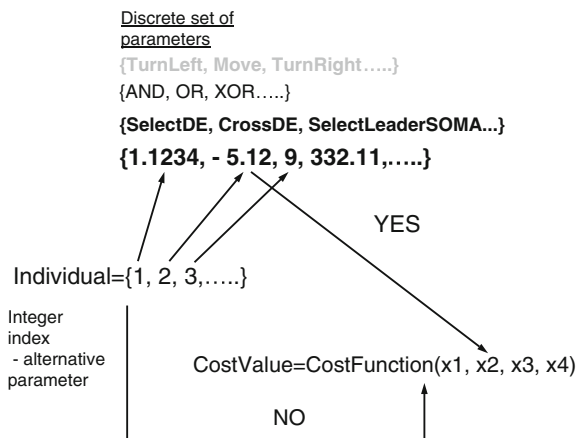 Discrete set of
parameters
{TurnLeft, Move, TurnRight…..}
{AND, OR, XOR…..}
{SelectDE, CrossDE, SelectLeaderSOMA...}
{1.1234, - 5.12, 9, 332.11,…..}
YES
Individual={1, 2, 3,…..}
Integer
index
- alternative
parameter
CostValue=CostFunction(x1, x2, x3, x4)
NO